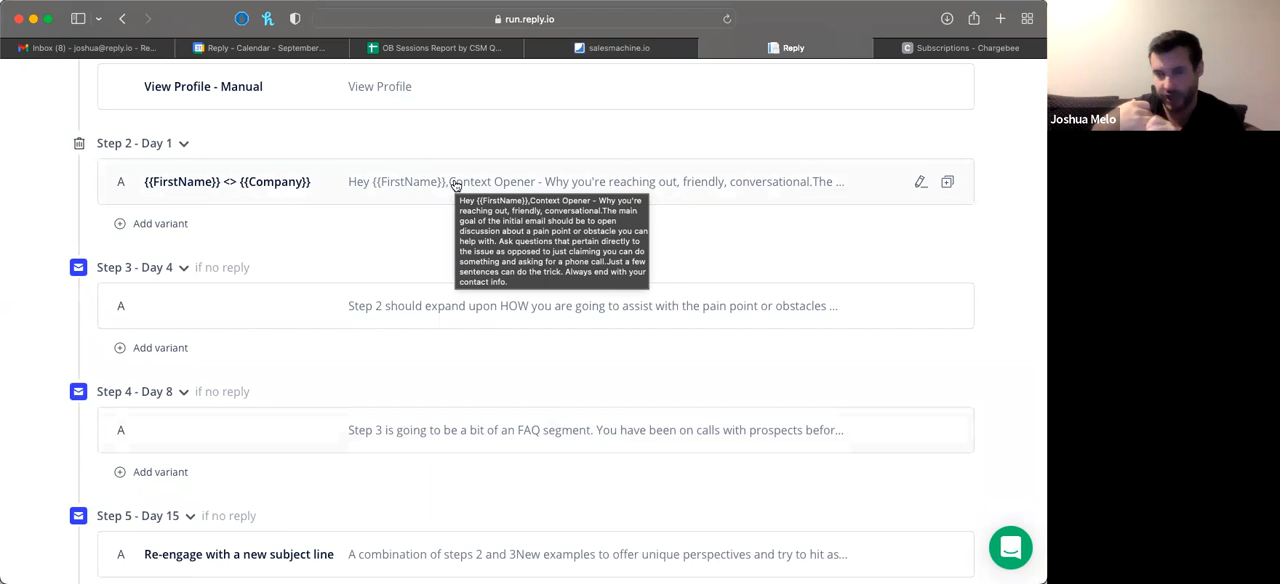 run.reply.io
Inbox (8) - joshua@reply.io - Re...
Reply - Calendar - September...
OB Sessions Report by CSM Q...
salesmachine.io
Reply
Subscriptions - Chargebee
View Profile - Manual
View Profile
Step 2 - Day 1
A
{{FirstName}} <> {{Company}}
Hey {{FirstName}},Context Opener - Why you're reaching out, friendly, conversational.The ...
Hey {{FirstName}},Context Opener - Why you're
reaching out, friendly, conversational.The main
goal of the initial email should be to open
discussion about a pain point or obstacle you can
help with. Ask questions that pertain directly to
the issue as opposed to just claiming you can do
something and asking for a phone call.Just a few
sentences can do the trick. Always end with your
contact info.
Add variant
Step 3 - Day 4
if no reply
A
Step 2 should expand upon HOW you are going to assist with the pain point or obstacles ...
Add variant
Step 4 - Day 8
if no reply
A
Step 3 is going to be a bit of an FAQ segment. You have been on calls with prospects befor...
Add variant
Step 5 - Day 15
if no reply
A
Re-engage with a new subject line
A combination of steps 2 and 3New examples to offer unique perspectives and try to hit as...
Joshua Melo